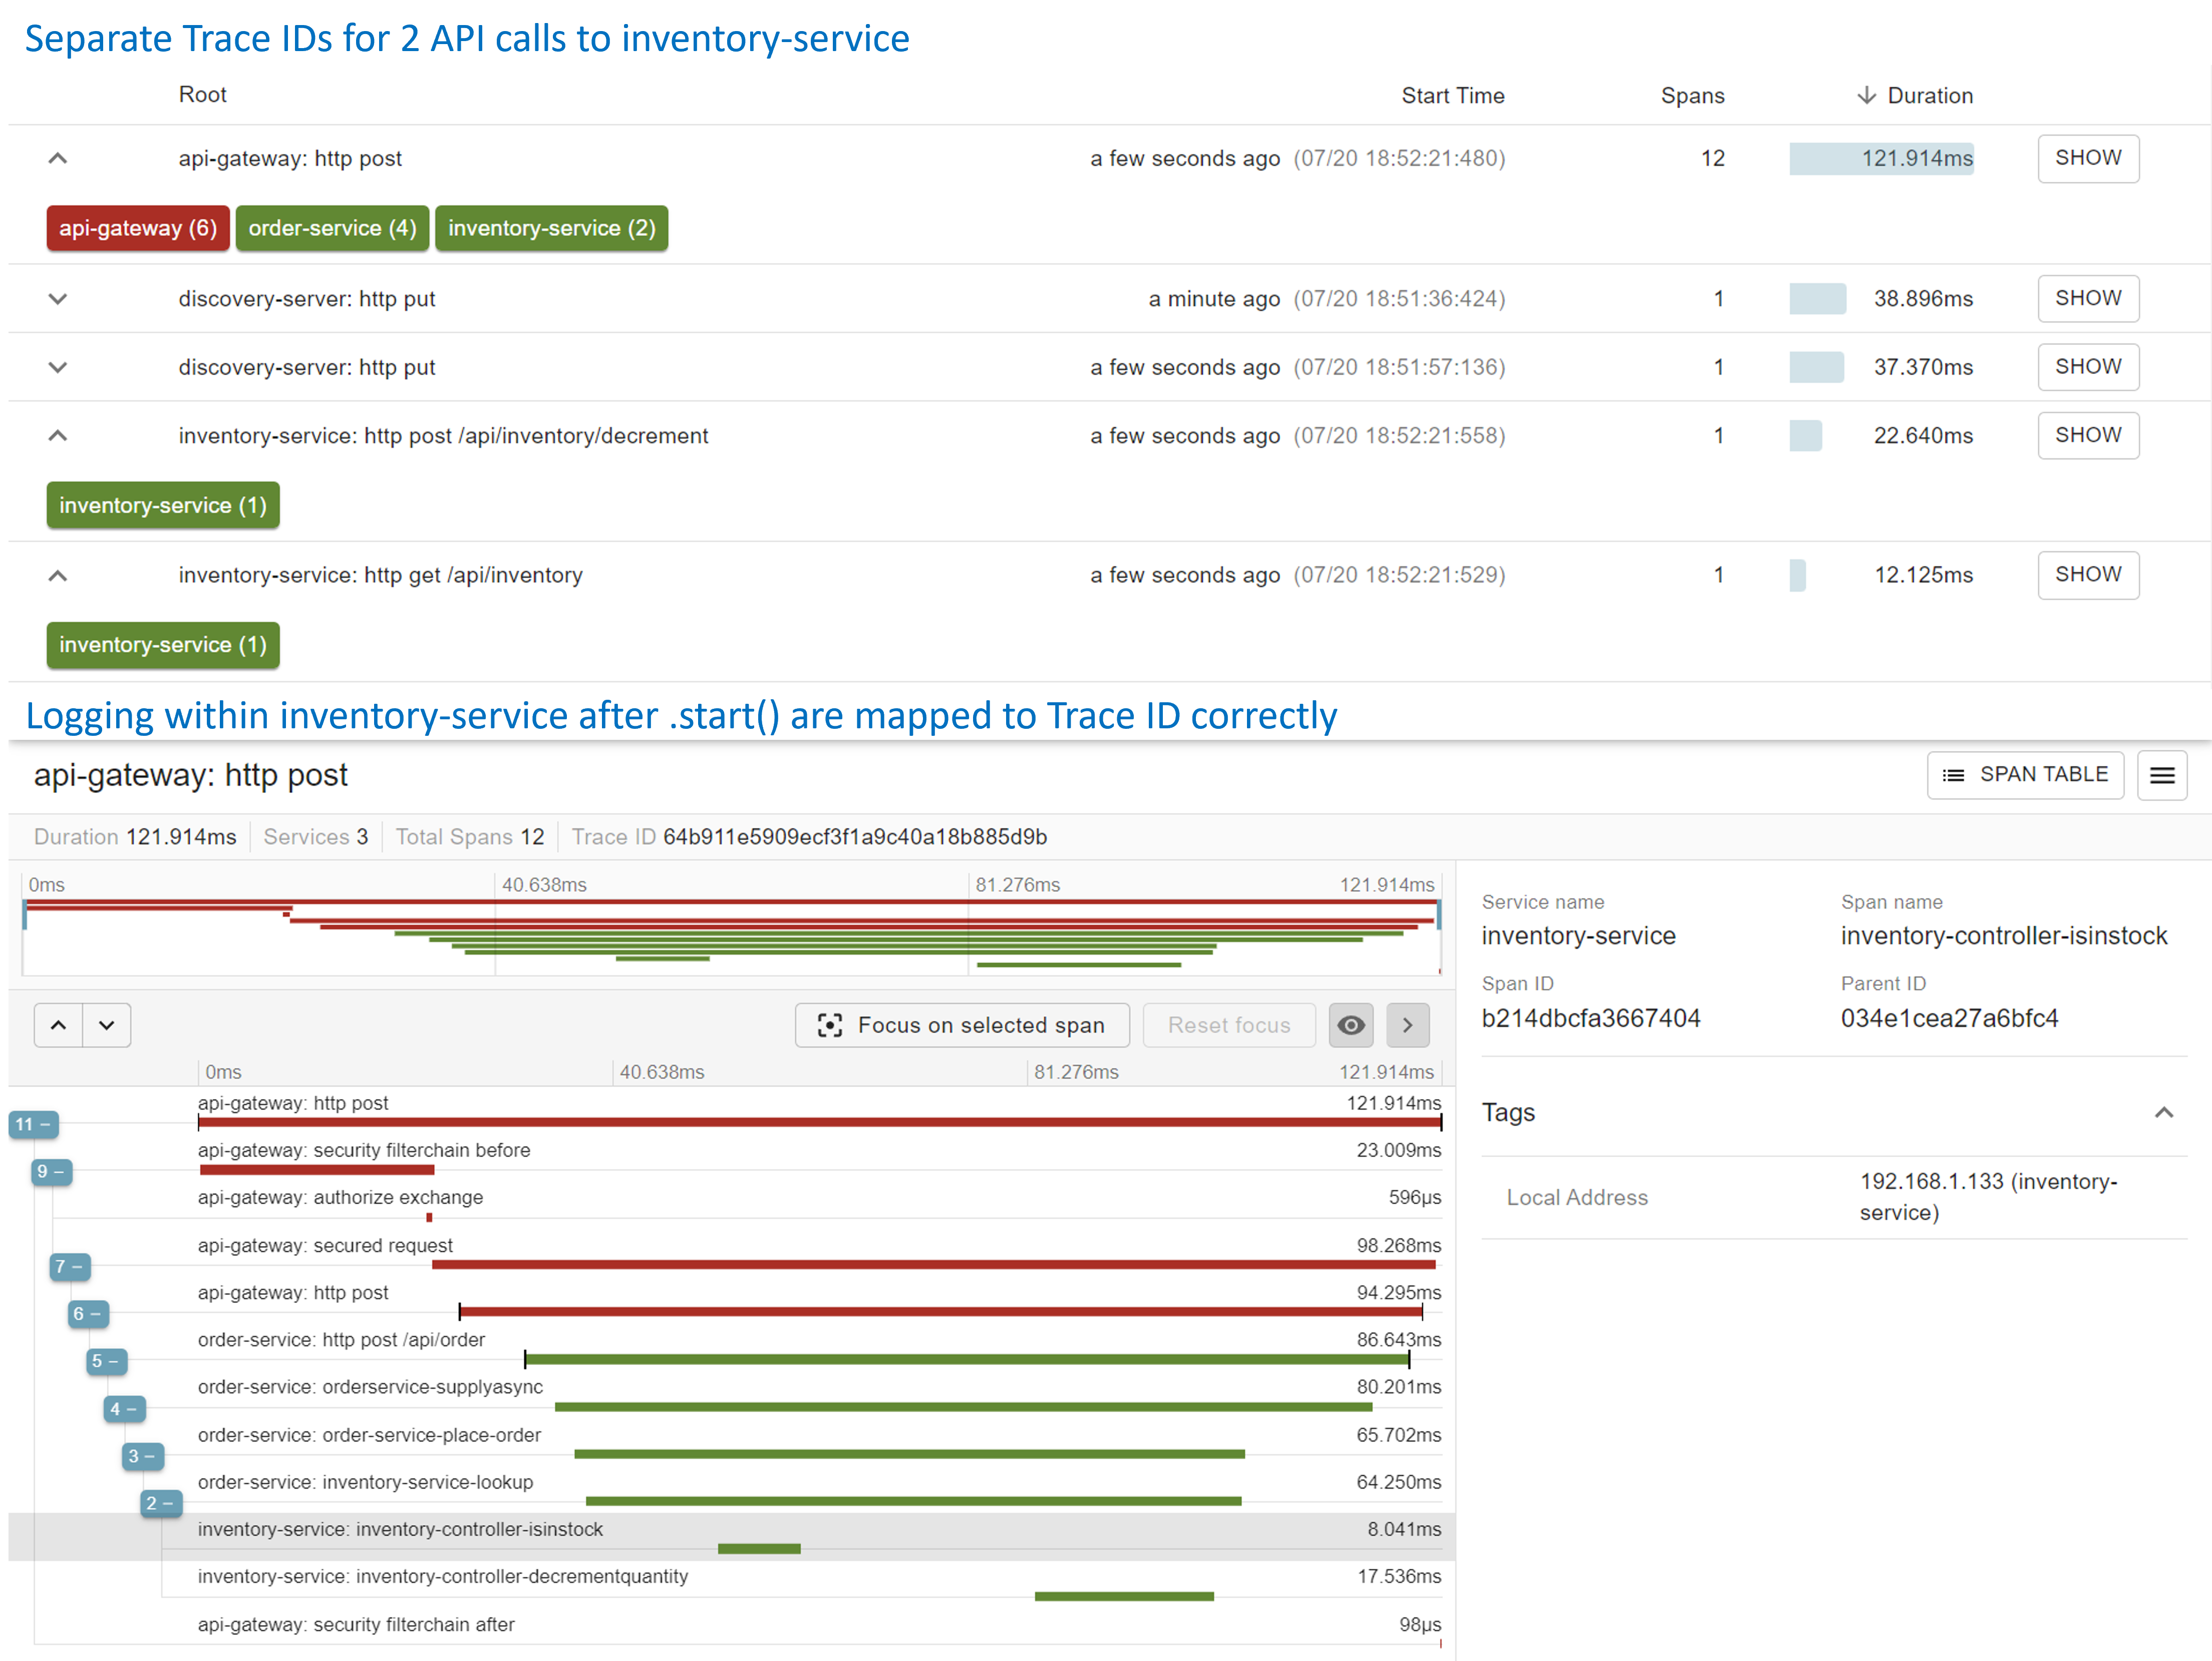 Separate Trace IDs for 2 API calls to inventory-service
Root Start Time Spans Duration
api-gateway: http post a few seconds ago (07/20 18:52:21:480) 12 121.914ms SHOW
api-gateway (6) order-service (4) inventory-service (2)
discovery-server: http put a minute ago (07/20 18:51:36:424) 1 38.896ms SHOW
discovery-server: http put a few seconds ago (07/20 18:51:57:136) 1 37.370ms SHOW
inventory-service: http post /api/inventory/decrement a few seconds ago (07/20 18:52:21:558) 1 22.640ms SHOW
inventory-service (1)
inventory-service: http get /api/inventory a few seconds ago (07/20 18:52:21:529) 1 12.125ms SHOW
inventory-service (1)
Logging within inventory-service after .start() are mapped to Trace ID correctly
api-gateway: http post SPAN TABLE
Duration 121.914ms Services 3 Total Spans 12 Trace ID 64b911e5909ecf3f1a9c40a18b885d9b
0ms 40.638ms 81.276ms 121.914ms
Focus on selected span Reset focus
0ms 40.638ms 81.276ms 121.914ms
api-gateway: http post 121.914ms
11 −
api-gateway: security filterchain before 23.009ms
9 −
api-gateway: authorize exchange 596μs
api-gateway: secured request 98.268ms
7 −
api-gateway: http post 94.295ms
6 −
order-service: http post /api/order 86.643ms
5 −
order-service: orderservice-supplyasync 80.201ms
4 −
order-service: order-service-place-order 65.702ms
3 −
order-service: inventory-service-lookup 64.250ms
2 −
inventory-service: inventory-controller-isinstock 8.041ms
inventory-service: inventory-controller-decrementquantity 17.536ms
api-gateway: security filterchain after 98μs
Service name Span name
inventory-service inventory-controller-isinstock
Span ID Parent ID
b214dbcfa3667404 034e1cea27a6bfc4
Tags
Local Address 192.168.1.133 (inventory-
service)